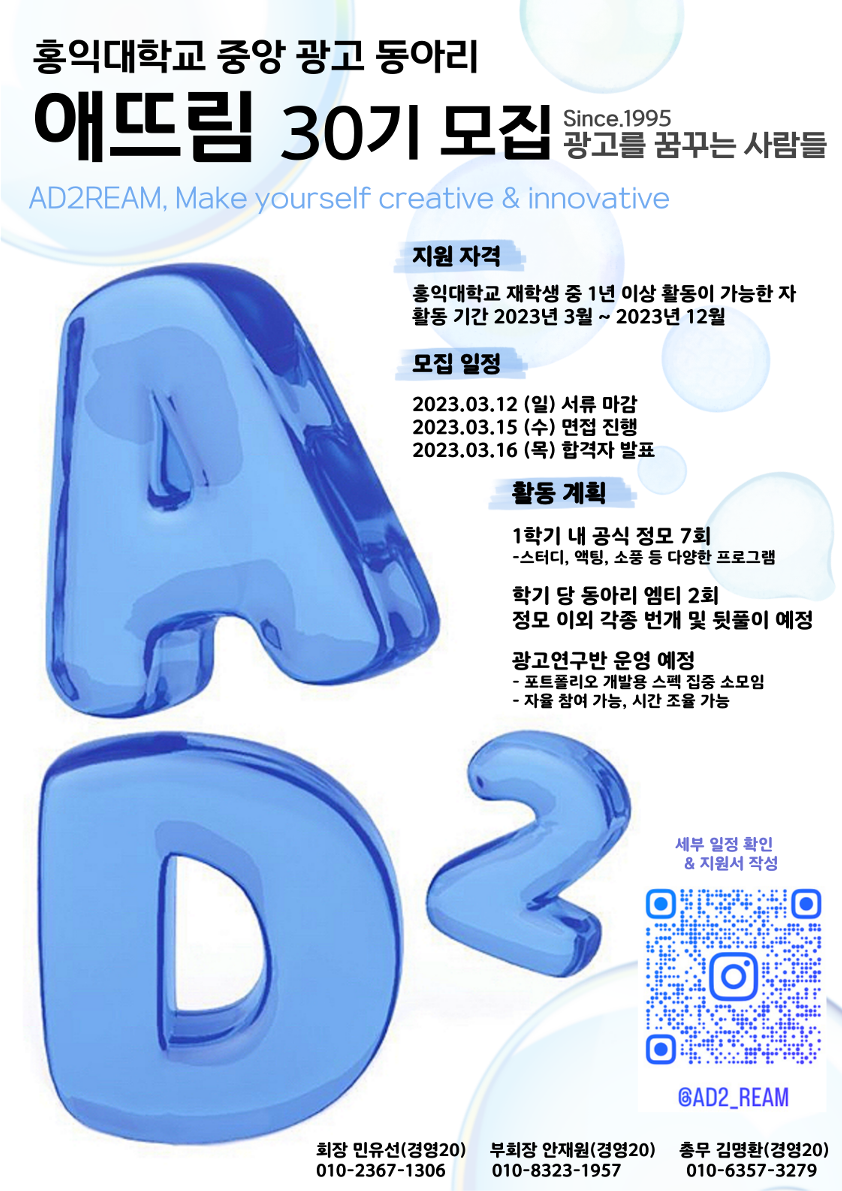 홍익대학교 중앙 광고 동아리
애뜨림 30기 모집
Since.1995
광고를 꿈꾸는 사람들
AD2REAM, Make yourself creative & innovative
지원 자격
홍익대학교 재학생 중 1년 이상 활동이 가능한 자
활동 기간 2023년 3월 ~ 2023년 12월
모집 일정
2023.03.12 (일) 서류 마감
2023.03.15 (수) 면접 진행
2023.03.16 (목) 합격자 발표
활동 계획
1학기 내 공식 정모 7회
-스터디, 액팅, 소풍 등 다양한 프로그램
학기 당 동아리 엠티 2회
정모 이외 각종 번개 및 뒷풀이 예정
광고연구반 운영 예정
- 포트폴리오 개발용 스펙 집중 소모임
- 자율 참여 가능, 시간 조율 가능
A
D2
세부 일정 확인
& 지원서 작성
@AD2_REAM
회장 민유선(경영20) 부회장 안재원(경영20) 총무 김명환(경영20)
010-2367-1306 010-8323-1957 010-6357-3279